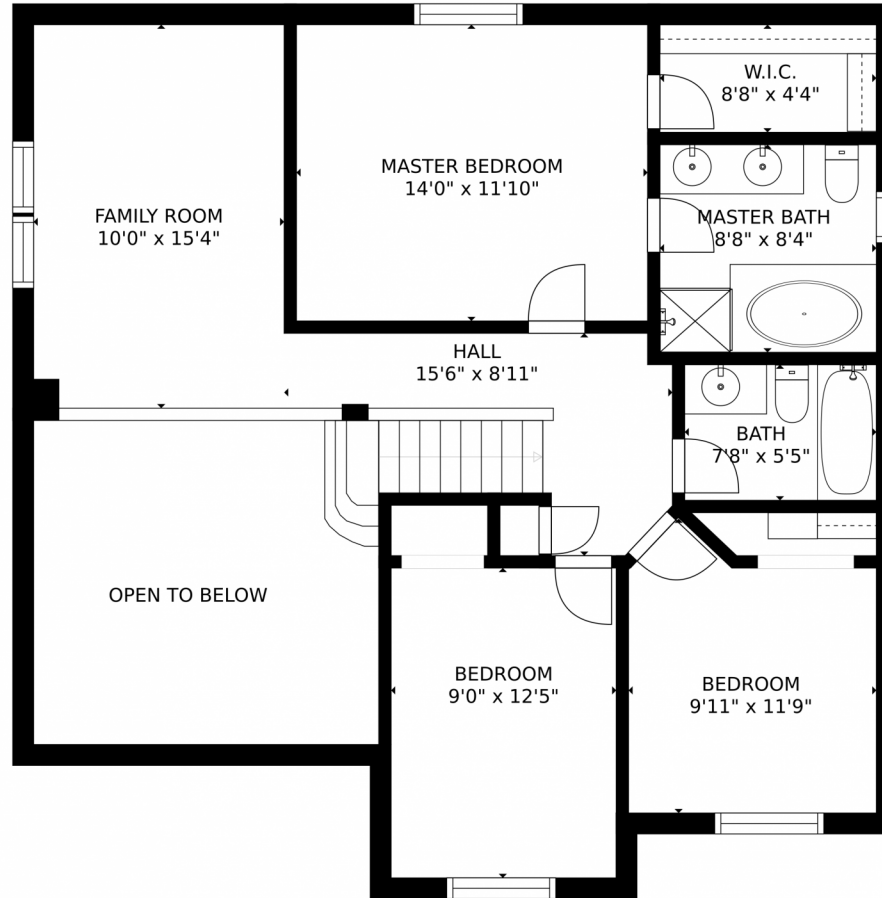 W.I.C.
8'8" x 4'4"
MASTER BEDROOM
14'0" x 11'10"
FAMILY ROOM
10'0" x 15'4"
MASTER BATH
8'8" x 8'4"
HALL
15'6" x 8'11"
BATH
7'8" x 5'5"
OPEN TO BELOW
BEDROOM
9'0" x 12'5"
BEDROOM
9'11" x 11'9"